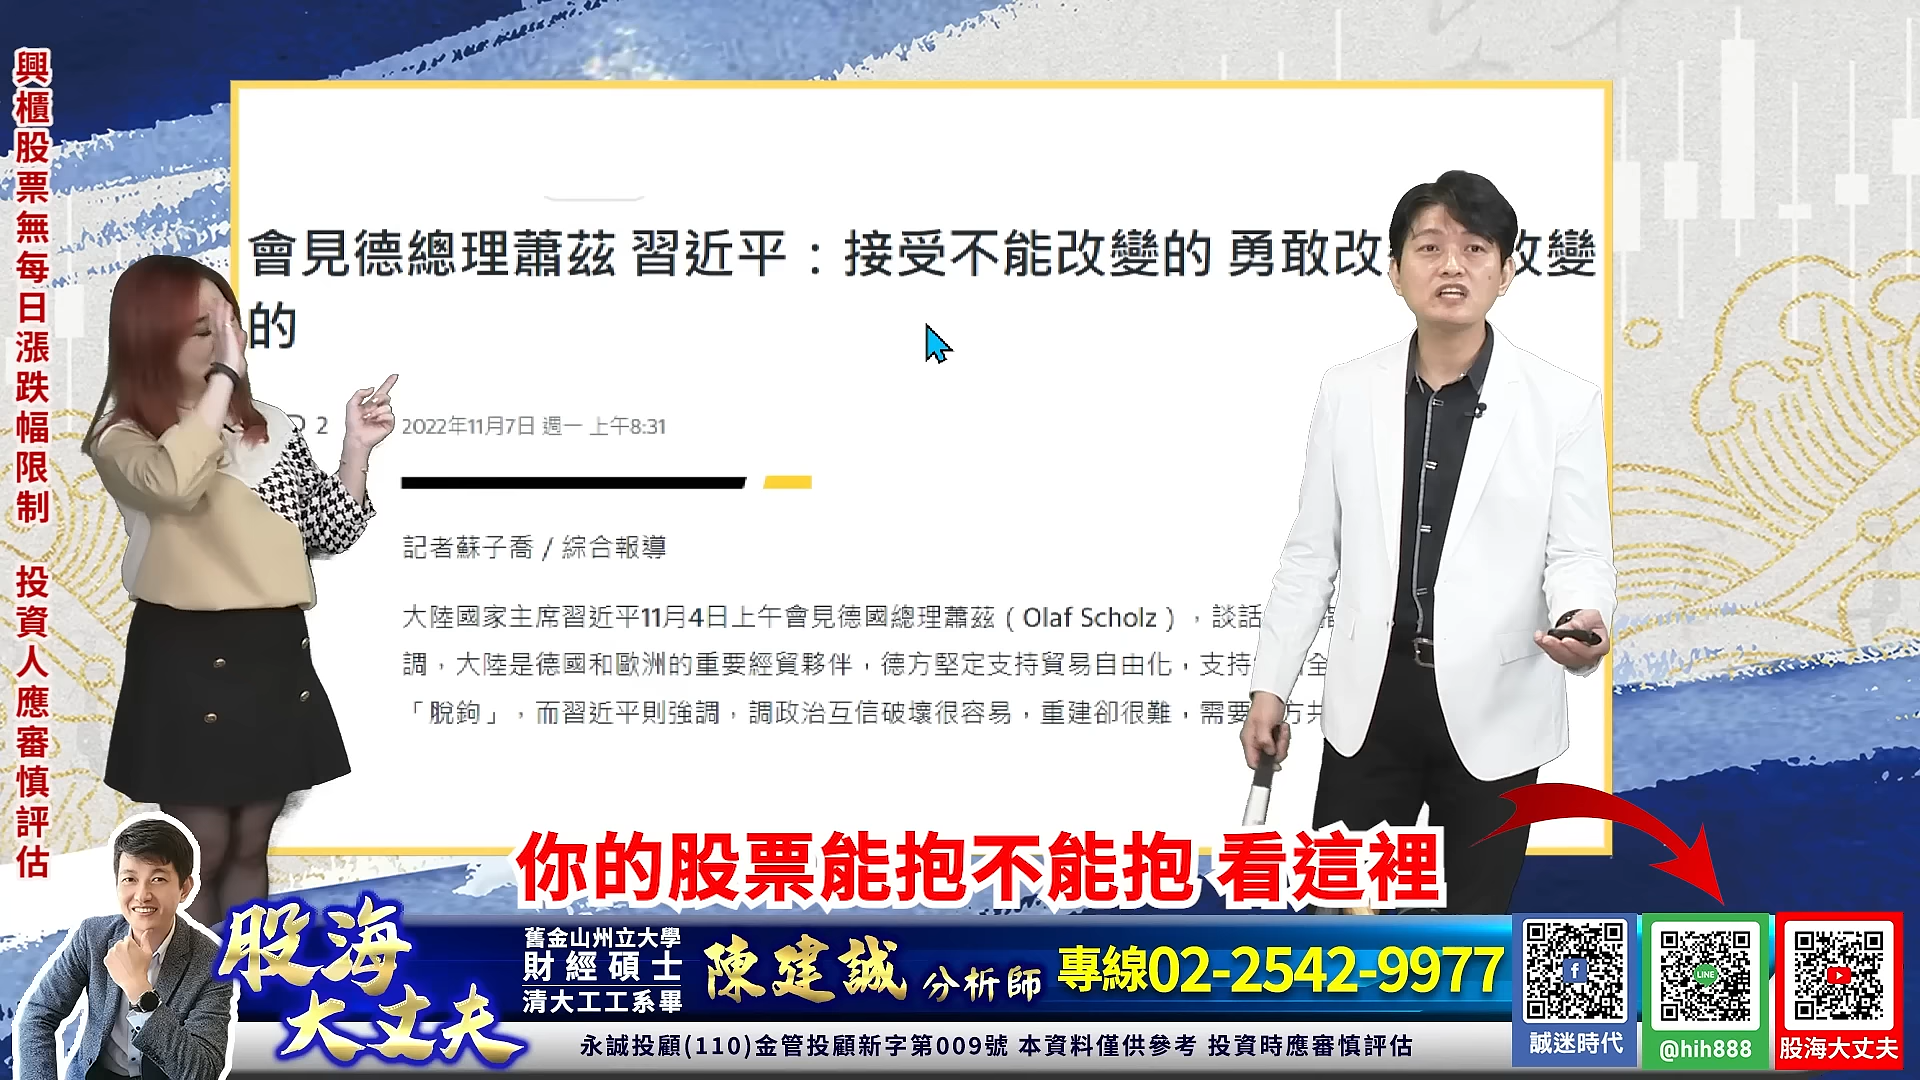 興櫃股票無每日漲跌幅限制 投資人應審慎評估
會見德總理蕭茲 習近平：接受不能改變的 勇敢改 改變
的
2
2022年11月7日 週一 上午8:31
記者蘇子喬 / 綜合報導
大陸國家主席習近平11月4日上午會見德國總理蕭茲（Olaf Scholz），談話
調，大陸是德國和歐洲的重要經貿夥伴，德方堅定支持貿易自由化，支持 全
「脫鉤」，而習近平則強調，調政治互信破壞很容易，重建卻很難，需要 方共
你的股票能抱不能抱 看這裡
股海
大丈夫
舊金山州立大學
財經碩士
清大工工系畢
陳建誠 分析師
專線02-2542-9977
永誠投顧(110)金管投顧新字第009號 本資料僅供參考 投資時應審慎評估
f
誠迷時代
LINE
@hih888
股海大丈夫